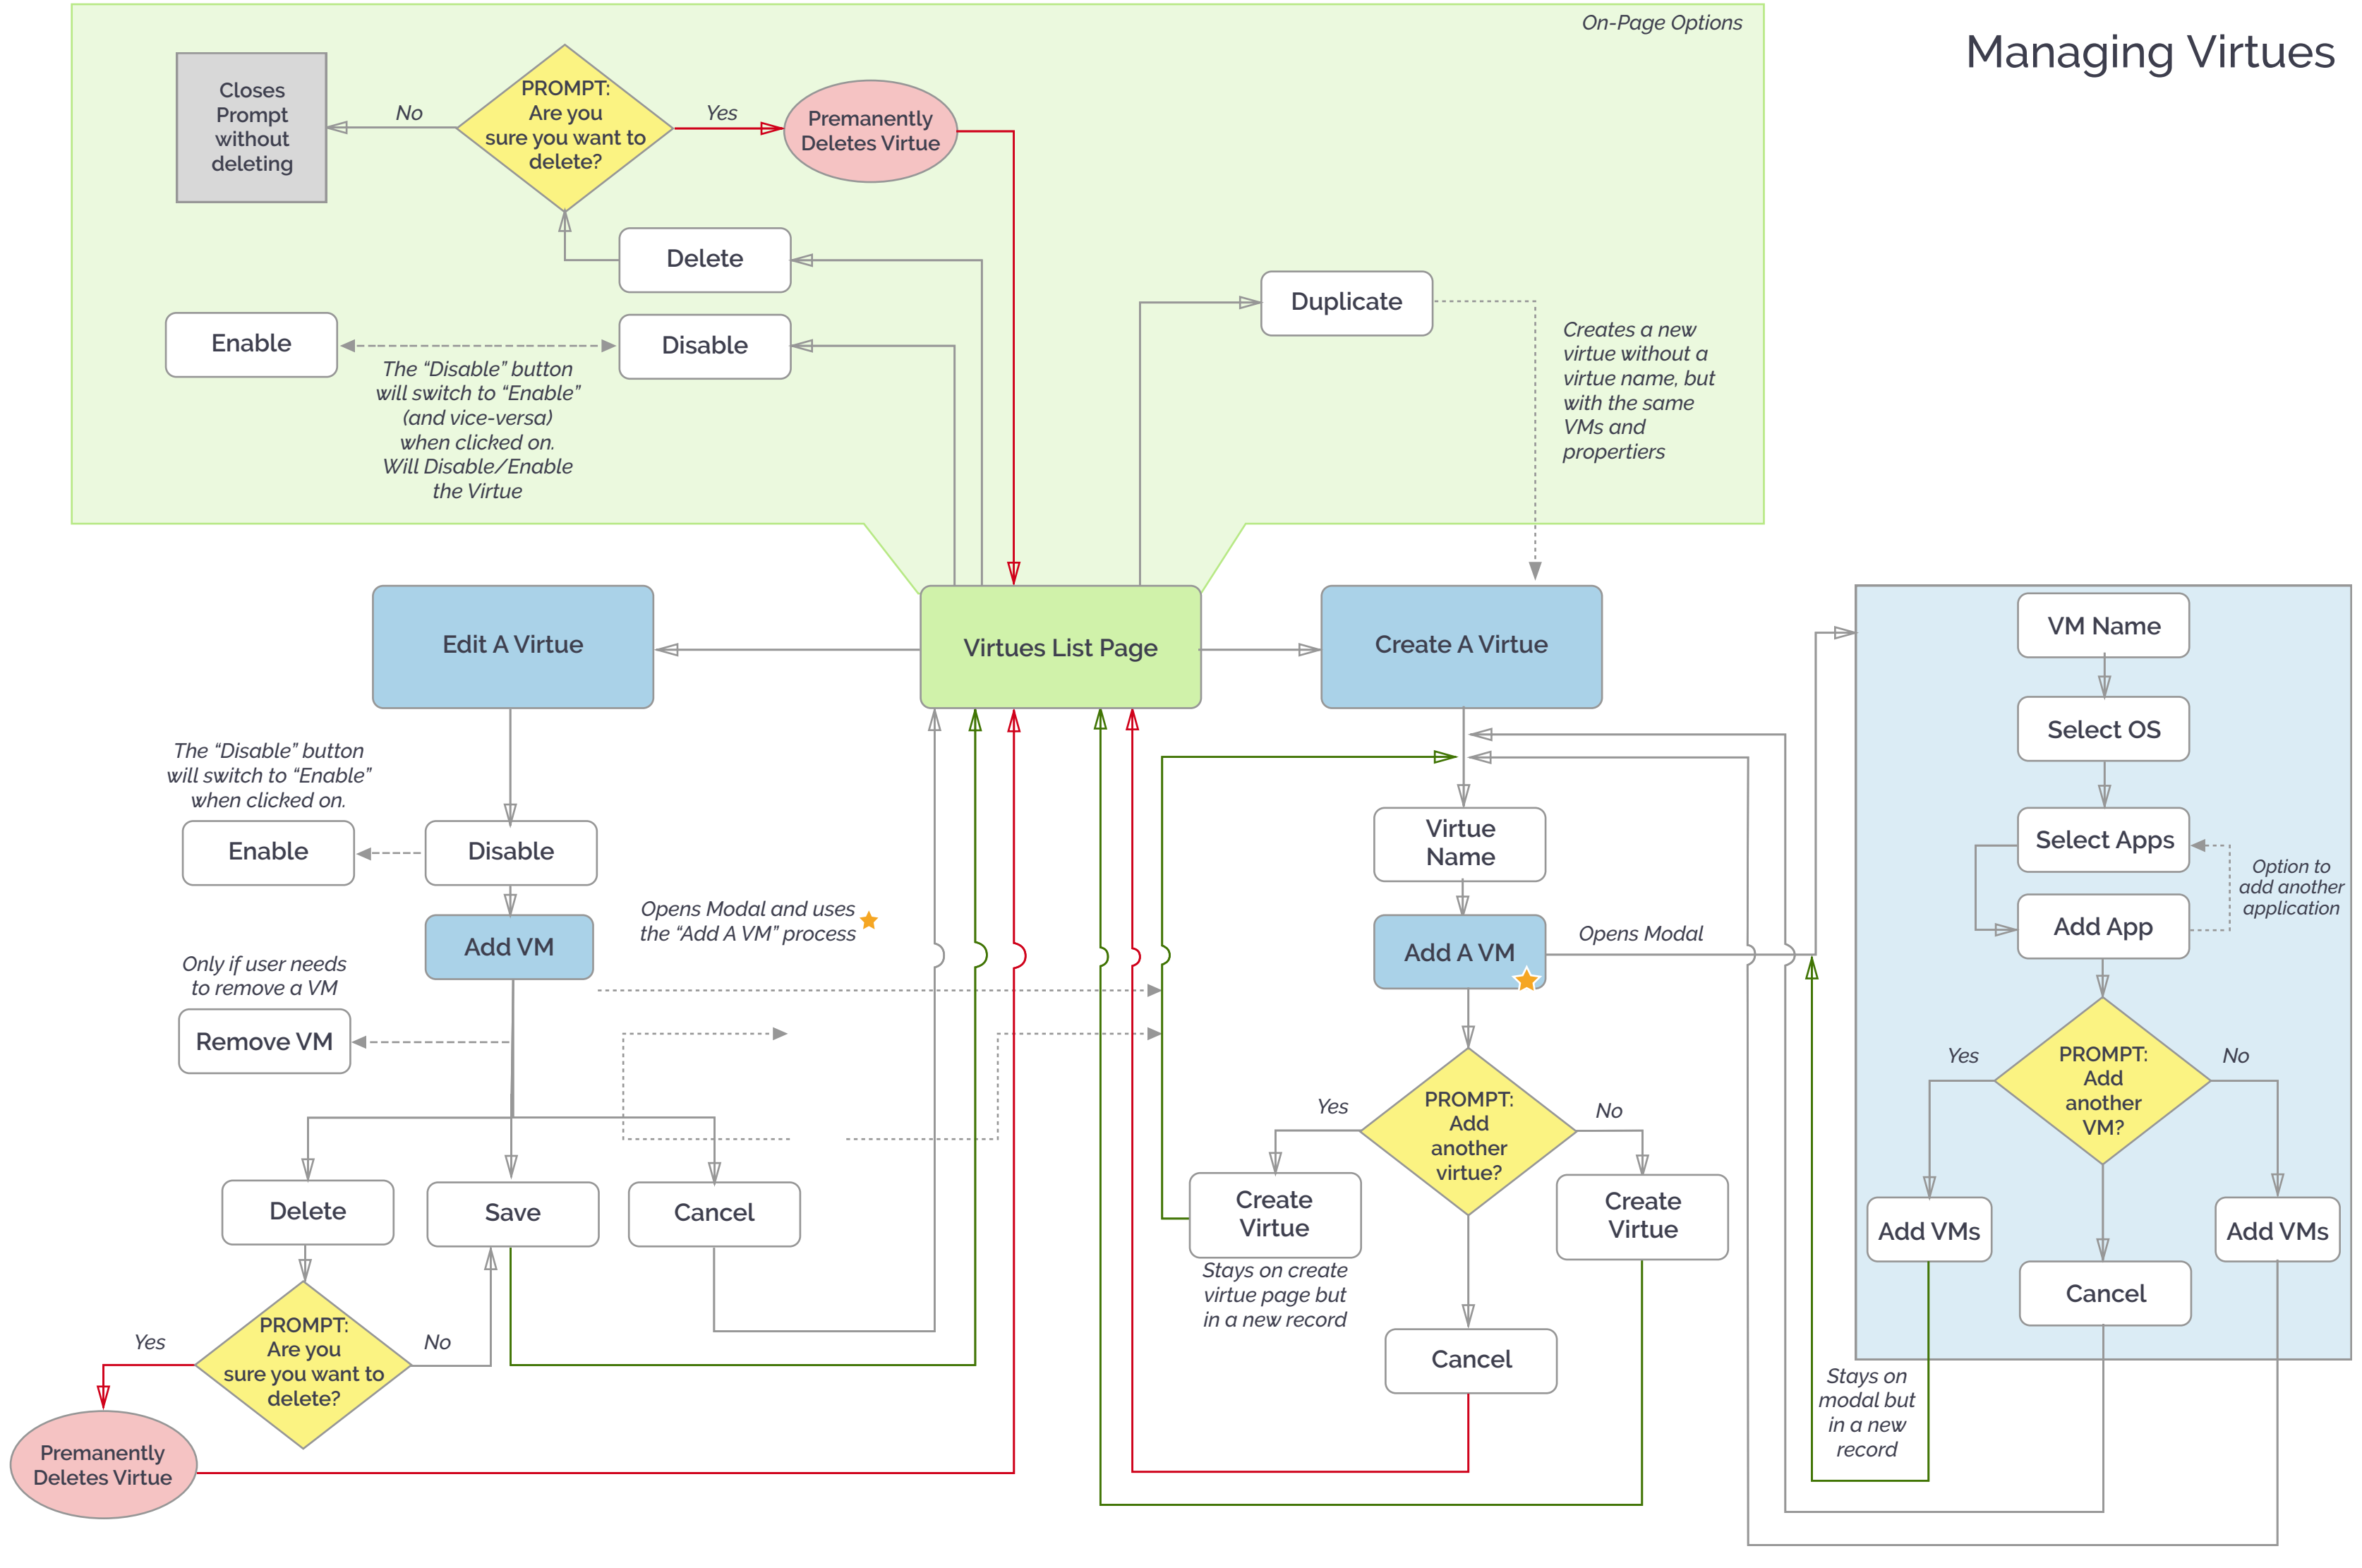 On-Page Options
Managing Virtues
Closes
Prompt
without
deleting
No
PROMPT:
Are you
sure you want to
delete?
Yes
Premanently
Deletes Virtue
Delete
Enable
Disable
The “Disable” button
will switch to “Enable”
(and vice-versa)
when clicked on.
Will Disable/Enable
the Virtue
Duplicate
Creates a new
virtue without a
virtue name, but
with the same
VMs and
propertiers
Edit A Virtue
Virtues List Page
Create A Virtue
The “Disable” button
will switch to “Enable”
when clicked on.
Enable
Disable
Add VM
Opens Modal and uses
the “Add A VM” process
Only if user needs
to remove a VM
Remove VM
Delete
Save
Cancel
PROMPT:
Are you
sure you want to
delete?
Yes
No
Premanently
Deletes Virtue
Virtue
Name
Add A VM
Opens Modal
PROMPT:
Add
another
virtue?
Yes
No
Create
Virtue
Stays on create
virtue page but
in a new record
Create
Virtue
Cancel
VM Name
Select OS
Select Apps
Add App
Option to
add another
application
PROMPT:
Add
another
VM?
Yes
No
Add VMs
Add VMs
Cancel
Stays on
modal but
in a new
record